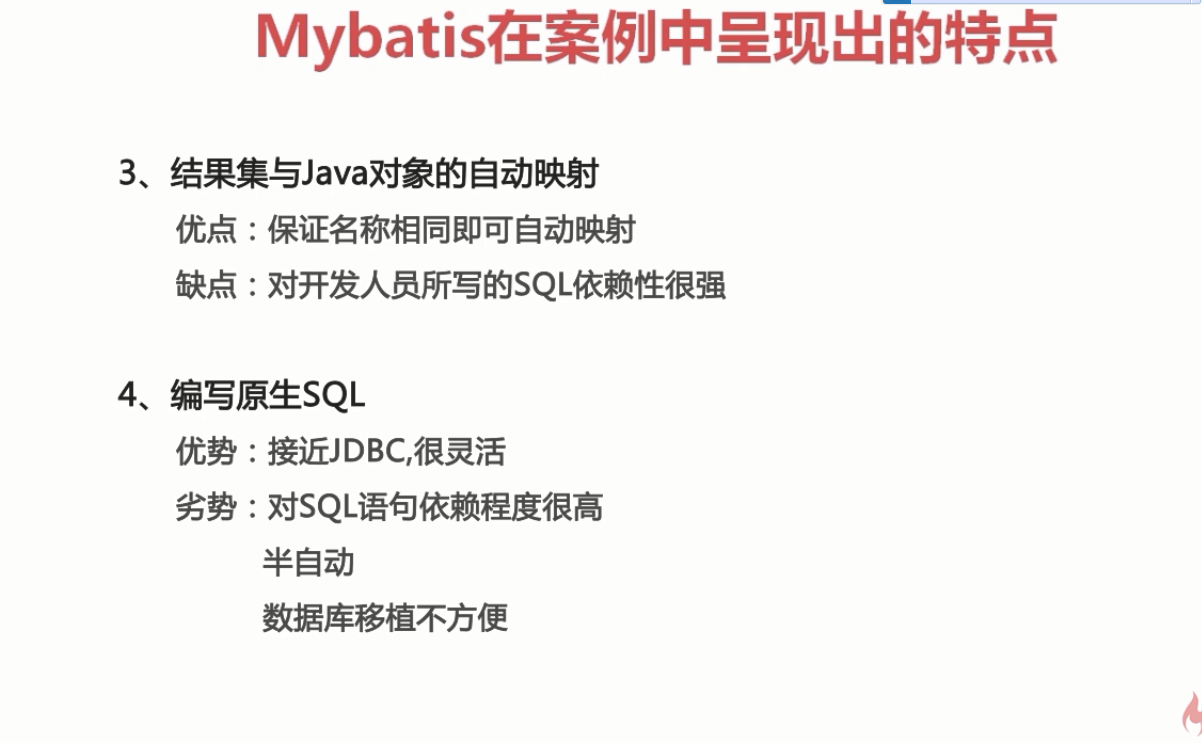 Mybatis在案例中呈现出的特点
3、结果集与Java对象的自动映射
优点：保证名称相同即可自动映射
缺点：对开发人员所写的SQL依赖性很强
4、编写原生SQL
优势：接近JDBC,很灵活
劣势：对SQL语句依赖程度很高
半自动
数据库移植不方便